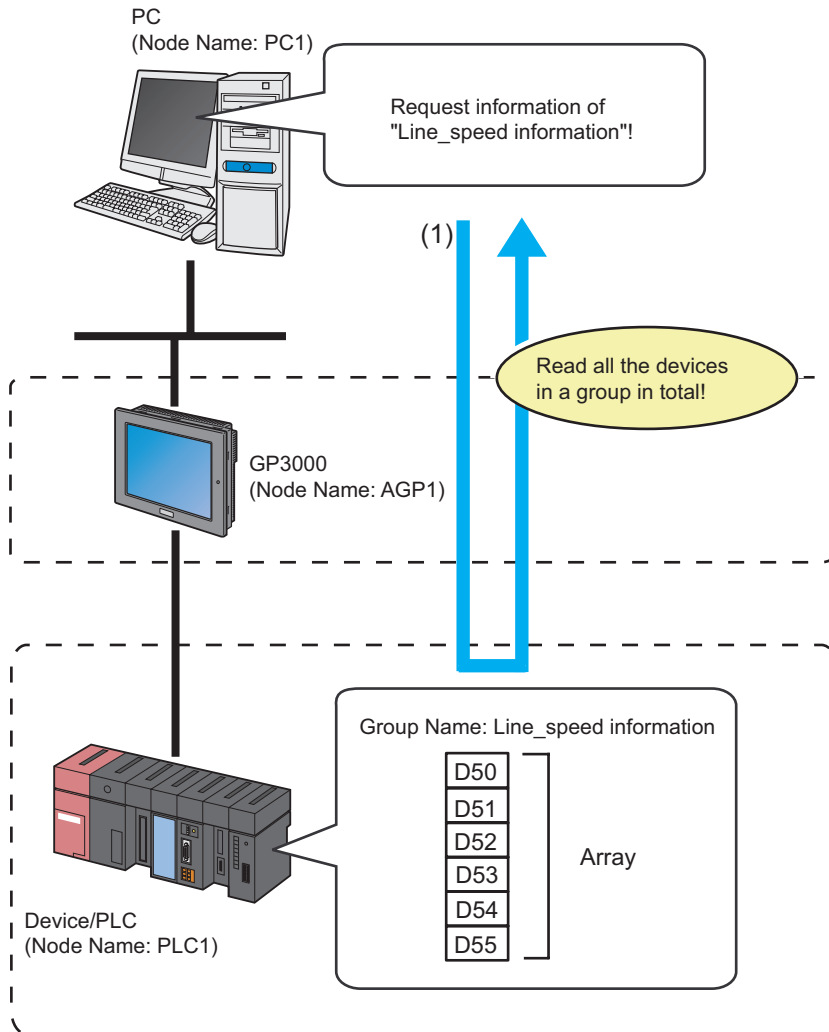 PC
(Node Name: PC1)
Request information of
"Line_speed information"!
(1)
Read all the devices
in a group in total!
GP3000
(Node Name: AGP1)
Group Name: Line_speed information
D50
D51
D52
D53
D54
D55
Array
Device/PLC
(Node Name: PLC1)